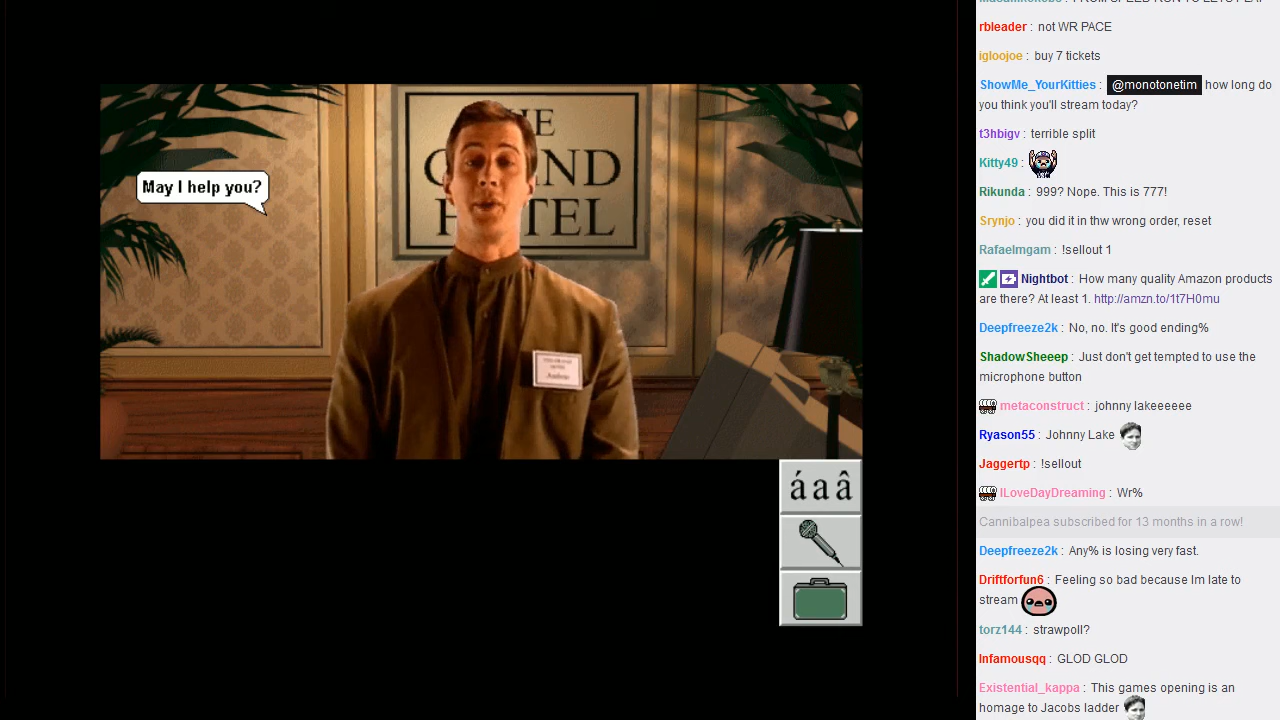 May I help you?
THE
GRAND
HOTEL
á a â
rbleader : not WR PACE
igloojoe : buy 7 tickets
ShowMe_YourKitties : @monotonetim how long do
you think you'll stream today?
t3hbigv : terrible split
Kitty49 :
Rikunda : 999? Nope. This is 777!
Srynjo : you did it in thw wrong order, reset
Rafaelmgam : !sellout 1
Nightbot : How many quality Amazon products
are there? At least 1. http://amzn.to/1t7H0mu
Deepfreeze2k : No, no. It's good ending%
ShadowSheeep : Just don't get tempted to use the
microphone button
metaconstruct : johnny lakeeeeee
Ryason55 : Johnny Lake
Jaggertp : !sellout
ILoveDayDreaming : Wr%
Cannibalpea subscribed for 13 months in a row!
Deepfreeze2k : Any% is losing very fast.
Driftforfun6 : Feeling so bad because Im late to
stream
torz144 : strawpoll?
Infamousqq : GLOD GLOD
Existential_kappa : This games opening is an
homage to Jacobs ladder